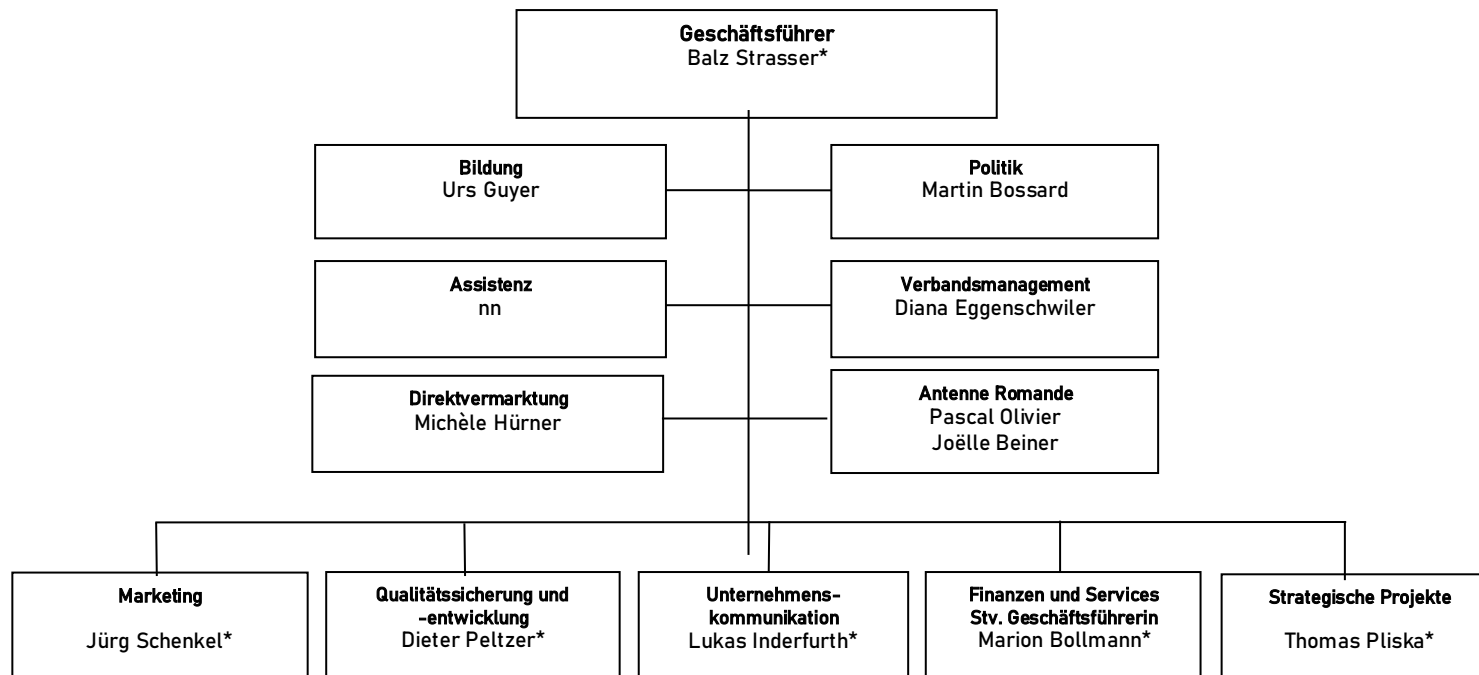 Geschäftsführer
Balz Strasser*
Bildung
Urs Guyer
Politik
Martin Bossard
Assistenz
nn
Verbandsmanagement
Diana Eggenschwiler
Direktvermarktung
Michèle Hürner
Antenne Romande
Pascal Olivier
Joëlle Beiner
Marketing
Jürg Schenkel*
Qualitätssicherung und
-entwicklung
Dieter Peltzer*
Unternehmens-
kommunikation
Lukas Inderfurth*
Finanzen und Services
Stv. Geschäftsführerin
Marion Bollmann*
Strategische Projekte
Thomas Pliska*